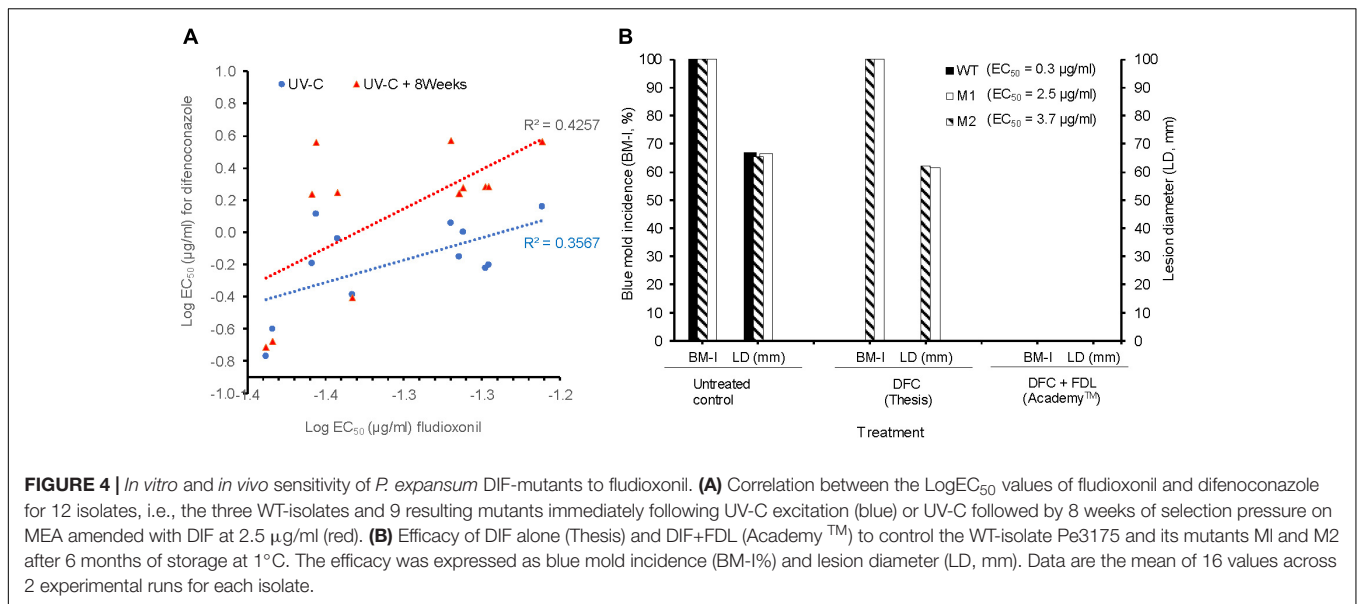 A
UV-C
UV-C + 8Weeks
1.0
0.8
0.6
0.4
0.2
0.0
-0.2
-0.4
-0.6
-0.8
-1.0
-1.4
-1.4
-1.3
-1.3
-1.2
R² = 0.4257
R² = 0.3567
Log EC50 (µg/ml) for difenoconazole
Log EC50 (µg/ml) fludioxonil
B
100
90
80
70
60
50
40
30
20
10
0
Blue mold incidence (BM-I, %)
WT (EC50 = 0.3 µg/ml)
M1 (EC50 = 2.5 µg/ml)
M2 (EC50 = 3.7 µg/ml)
100
90
80
70
60
50
40
30
20
10
0
Lesion diameter (LD, mm)
BM-I LD (mm) BM-I LD (mm) BM-I LD (mm)
Untreated
control
DFC
(Thesis)
DFC + FDL
(Academy™)
Treatment
FIGURE 4 | In vitro and in vivo sensitivity of P. expansum DIF-mutants to fludioxonil. (A) Correlation between the LogEC50 values of fludioxonil and difenoconazole
for 12 isolates, i.e., the three WT-isolates and 9 resulting mutants immediately following UV-C excitation (blue) or UV-C followed by 8 weeks of selection pressure on
MEA amended with DIF at 2.5 µg/ml (red). (B) Efficacy of DIF alone (Thesis) and DIF+FDL (Academy ™) to control the WT-isolate Pe3175 and its mutants MI and M2
after 6 months of storage at 1°C. The efficacy was expressed as blue mold incidence (BM-I%) and lesion diameter (LD, mm). Data are the mean of 16 values across
2 experimental runs for each isolate.